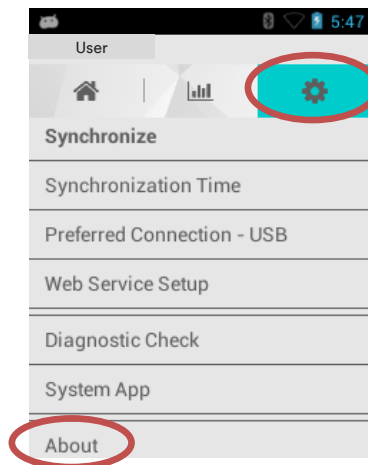 5:47
User
Synchronize
Synchronization Time
Preferred Connection - USB
Web Service Setup
Diagnostic Check
System App
About